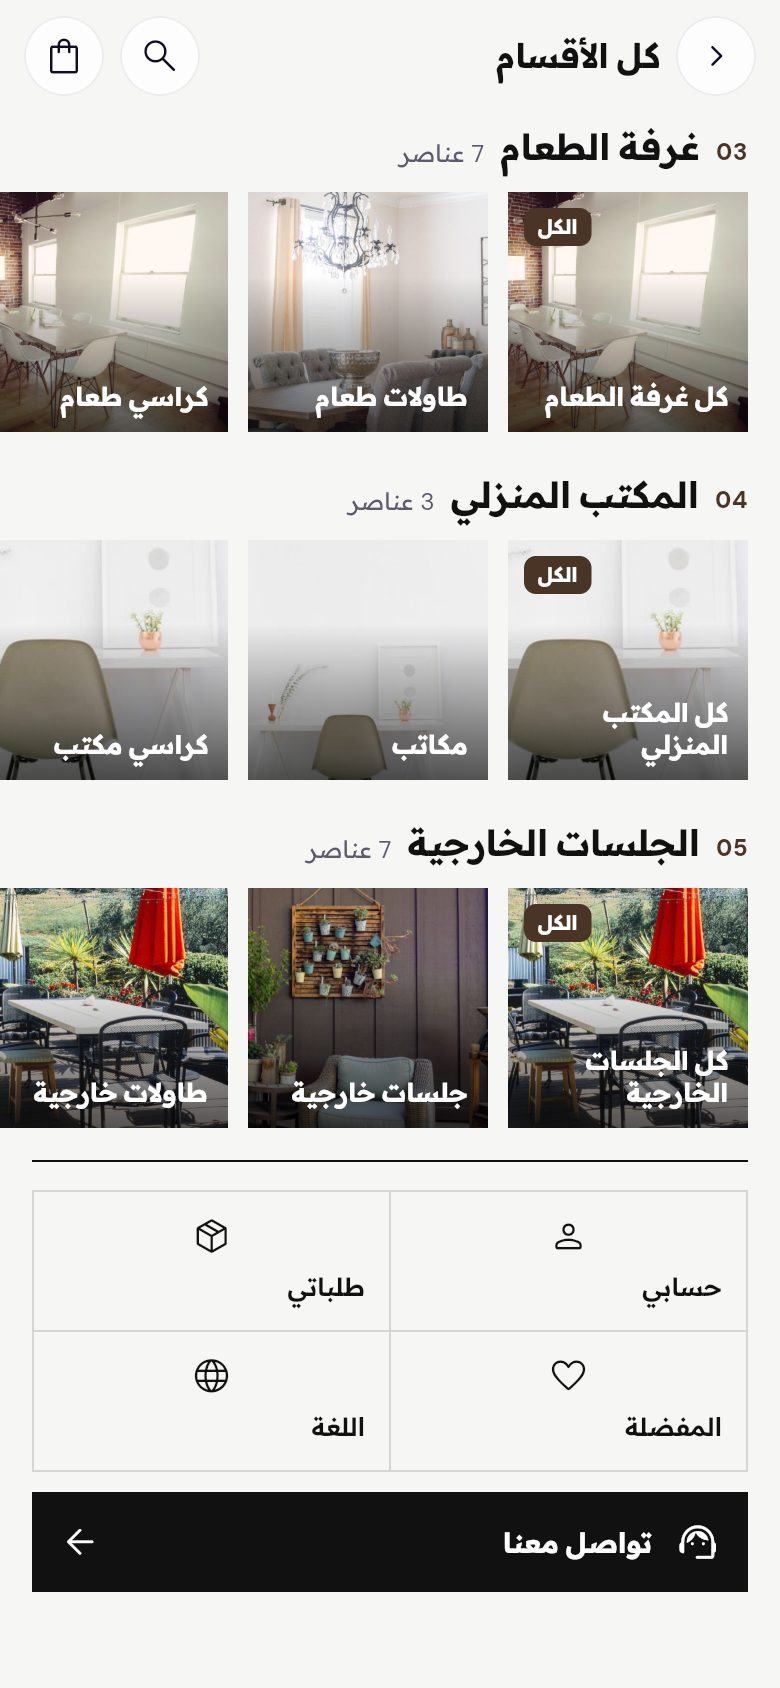 كل الأقسام
03 غرفة الطعام 7 عناصر
الكل
كل غرفة الطعام
طاولات طعام
كراسي طعام
04 المكتب المنزلي 3 عناصر
الكل
كل المكتب
المنزلي
مكاتب
كراسي مكتب
05 الجلسات الخارجية 7 عناصر
الكل
كل الجلسات
الخارجية
جلسات خارجية
طاولات خارجية
حسابي
طلباتي
المفضلة
اللغة
تواصل معنا